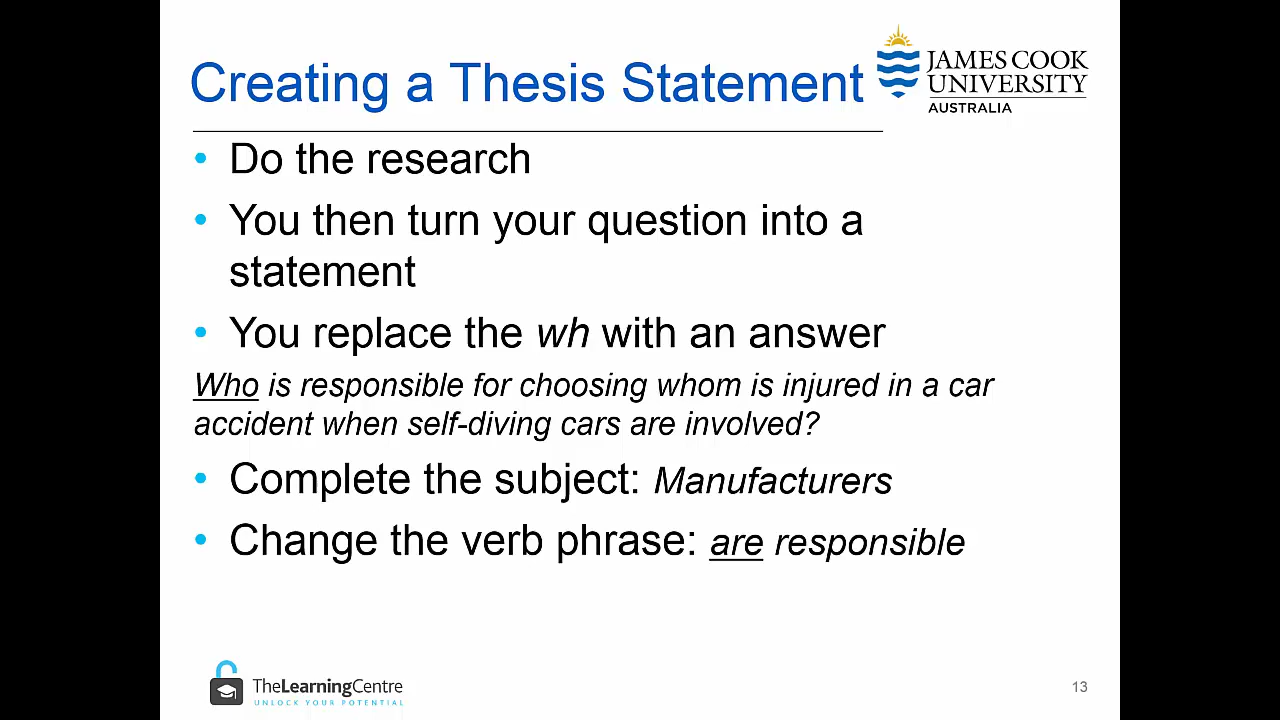 Creating a Thesis Statement
JAMES COOK
UNIVERSITY
AUSTRALIA
• Do the research
• You then turn your question into a
statement
• You replace the wh with an answer
Who is responsible for choosing whom is injured in a car
accident when self-diving cars are involved?
• Complete the subject: Manufacturers
• Change the verb phrase: are responsible
TheLearningCentre
UNLOCK YOUR POTENTIAL
13